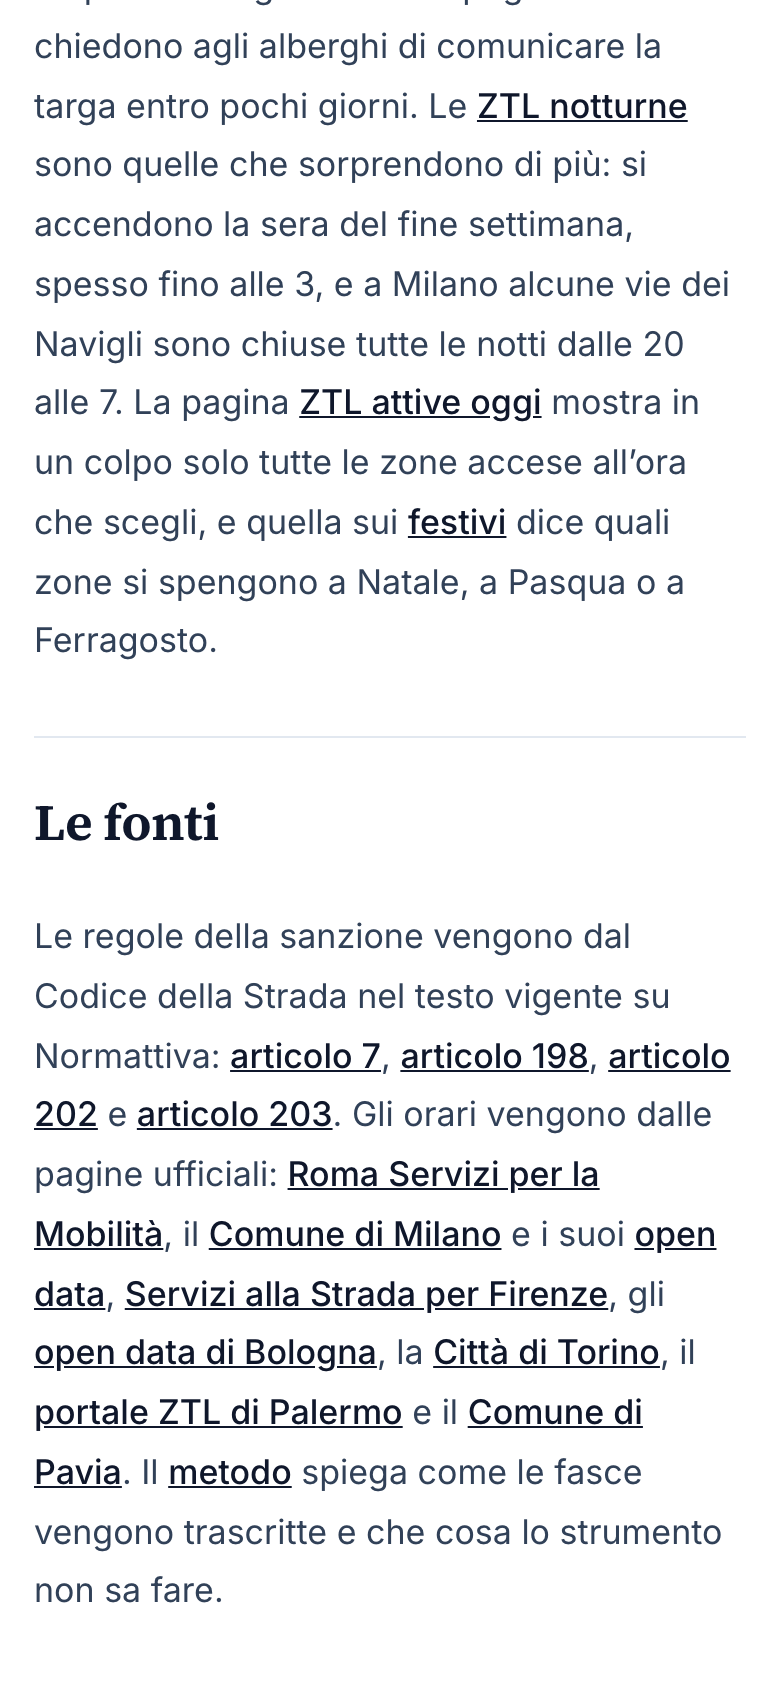 chiedono agli alberghi di comunicare la
targa entro pochi giorni. Le ZTL notturne
sono quelle che sorprendono di più: si
accendono la sera del fine settimana,
spesso fino alle 3, e a Milano alcune vie dei
Navigli sono chiuse tutte le notti dalle 20
alle 7. La pagina ZTL attive oggi mostra in
un colpo solo tutte le zone accese all’ora
che scegli, e quella sui festivi dice quali
zone si spengono a Natale, a Pasqua o a
Ferragosto.
Le fonti
Le regole della sanzione vengono dal
Codice della Strada nel testo vigente su
Normattiva: articolo 7, articolo 198, articolo
202 e articolo 203. Gli orari vengono dalle
pagine ufficiali: Roma Servizi per la
Mobilità, il Comune di Milano e i suoi open
data, Servizi alla Strada per Firenze, gli
open data di Bologna, la Città di Torino, il
portale ZTL di Palermo e il Comune di
Pavia. Il metodo spiega come le fasce
vengono trascritte e che cosa lo strumento
non sa fare.